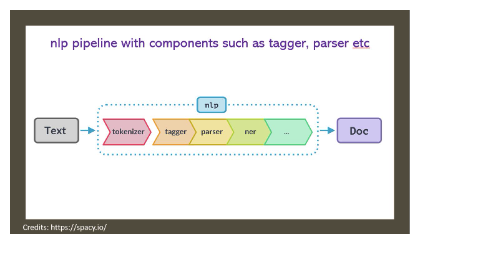 nlp pipeline with components such as tagger, parser etc
nlp
Text
tokenizer
tagger
parser
ner
...
Doc
Credits: https://spacy.io/